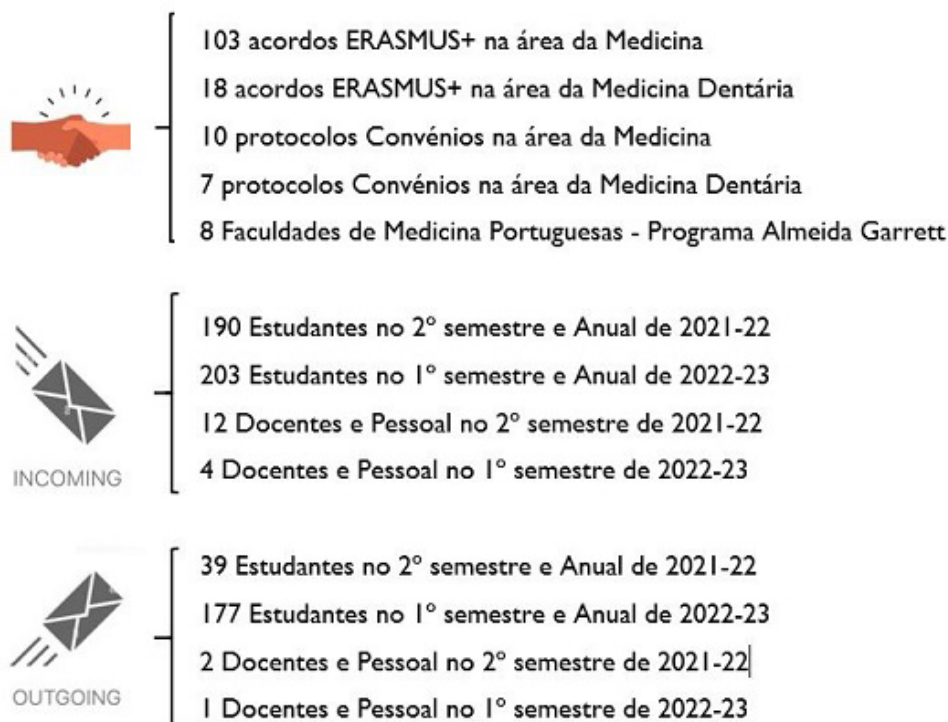 103 acordos ERASMUS+ na área da Medicina
18 acordos ERASMUS+ na área da Medicina Dentária
10 protocolos Convénios na área da Medicina
7 protocolos Convénios na área da Medicina Dentária
8 Faculdades de Medicina Portuguesas - Programa Almeida Garrett
190 Estudantes no 2º semestre e Anual de 2021-22
203 Estudantes no 1º semestre e Anual de 2022-23
12 Docentes e Pessoal no 2º semestre de 2021-22
4 Docentes e Pessoal no 1º semestre de 2022-23
INCOMING
39 Estudantes no 2º semestre e Anual de 2021-22
177 Estudantes no 1º semestre e Anual de 2022-23
2 Docentes e Pessoal no 2º semestre de 2021-22
1 Docentes e Pessoal no 1º semestre de 2022-23
OUTGOING